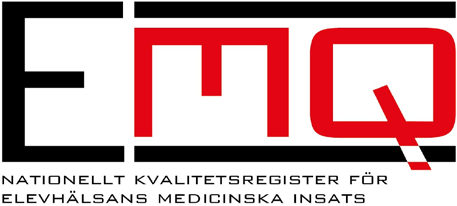 EMQ
NATIONELLT KVALITETSREGISTER FÖR
ELEVHÄLSANS MEDICINSKA INSATS